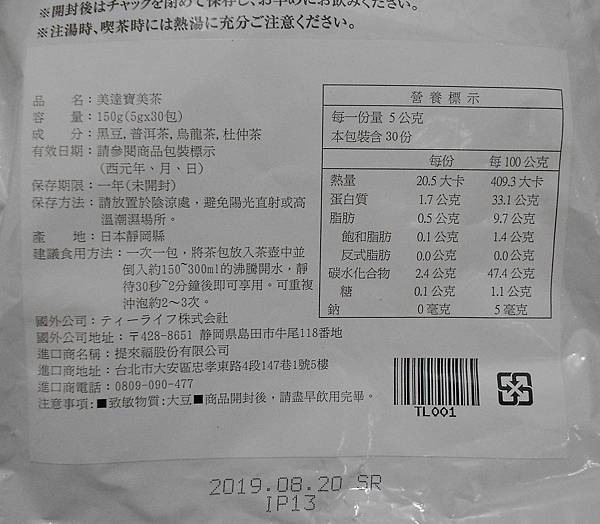 ※開封後はチャックを閉めて保存し、お早めにお飲みください。
※注湯時、喫茶時には熱湯に充分ご注意ください。
品　　名：美達寶美茶
容　　量：150g(5gx30包)
成　　分：黑豆,普洱茶,烏龍茶,杜仲茶
有效日期：請參閱商品包裝標示
(西元年、月、日)
保存期限：一年(未開封)
保存方法：請放置於陰涼處，避免陽光直射或高
溫潮濕場所。
產　　地：日本靜岡縣
建議食用方法：一次一包，將茶包放入茶壺中並
倒入約150~300ml的沸騰開水，靜
待30秒~2分鐘後即可享用。可重複
沖泡約2～3次。
國外公司：ティーライフ株式会社
國外公司地址：〒428-8651 静岡県島田市牛尾118番地
進口商名稱：提來福股份有限公司
進口商地址：台北市大安區忠孝東路4段147巷1號5樓
進口商電話：0809-090-477
注意事項:■致敏物質:大豆■商品開封後，請盡早飲用完畢。
營養標示
每一份量 5公克
本包裝含30份
每份　每100公克
熱量　20.5大卡　409.3大卡
蛋白質　1.7公克　33.1公克
脂肪　0.5公克　9.7公克
飽和脂肪　0.1公克　1.4公克
反式脂肪　0.0公克　0.0公克
碳水化合物　2.4公克　47.4公克
糖　0.1公克　1.1公克
鈉　0毫克　5毫克
TL001
2019.08.20 SR
IP13